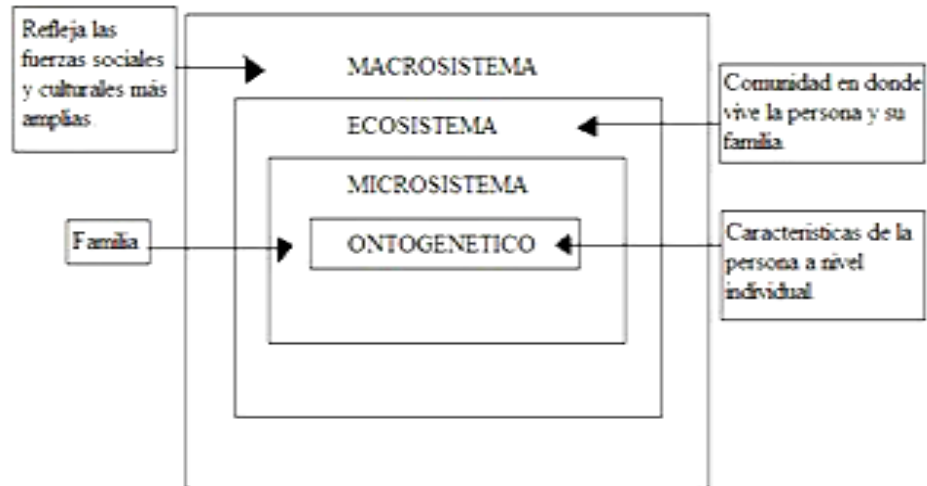 Refleja las
fuerzas sociales
y culturales más
amplias.
MACROSISTEMA
Comunidad en donde
vive la persona y su
familia.
ECOSISTEMA
MICROSISTEMA
Familia
ONTOGENETICO
Caracteristicas de la
persona a nivel
individual.